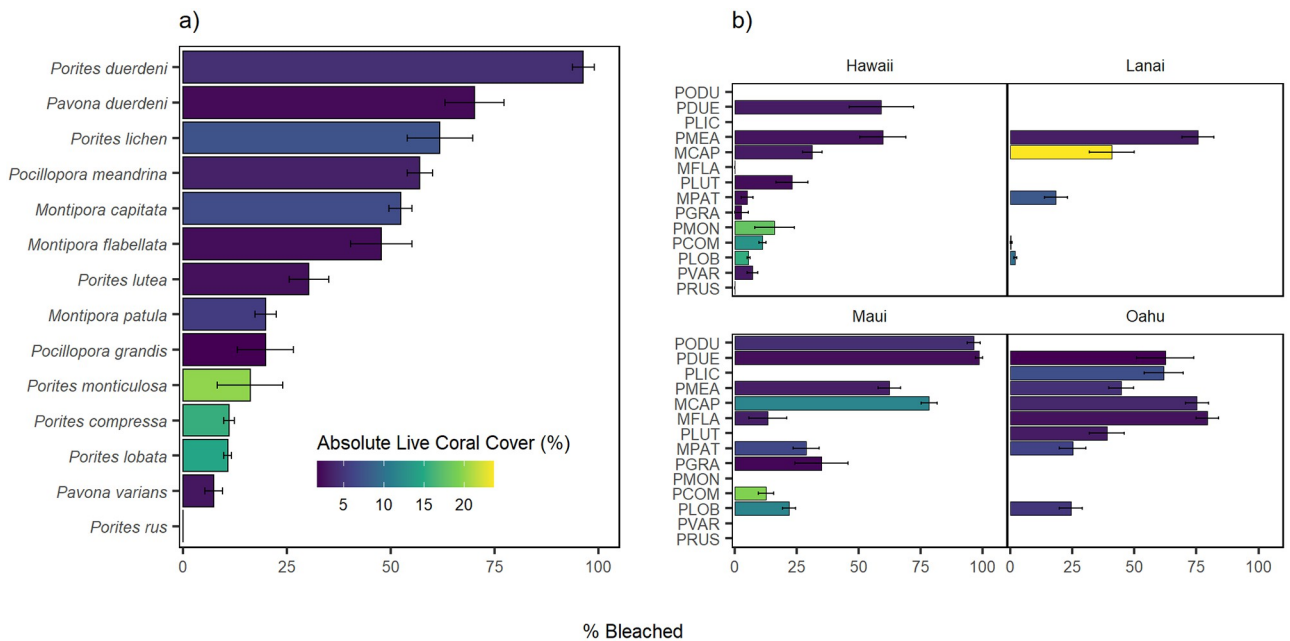 a)
Porites duerdeni
Pavona duerdeni
Porites lichen
Pocillopora meandrina
Montipora capitata
Montipora flabellata
Porites lutea
Montipora patula
Pocillopora grandis
Porites monticulosa
Porites compressa
Porites lobata
Pavona varians
Porites rus
Absolute Live Coral Cover (%)
5 10 15 20
0 25 50 75 100
b)
Hawaii Lanai
PODU
PDUE
PLIC
PMEA
MCAP
MFLA
PLUT
MPAT
PGRA
PMON
PCOM
PLOB
PVAR
PRUS
Maui Oahu
PODU
PDUE
PLIC
PMEA
MCAP
MFLA
PLUT
MPAT
PGRA
PMON
PCOM
PLOB
PVAR
PRUS
0 25 50 75 100 0 25 50 75 100
% Bleached